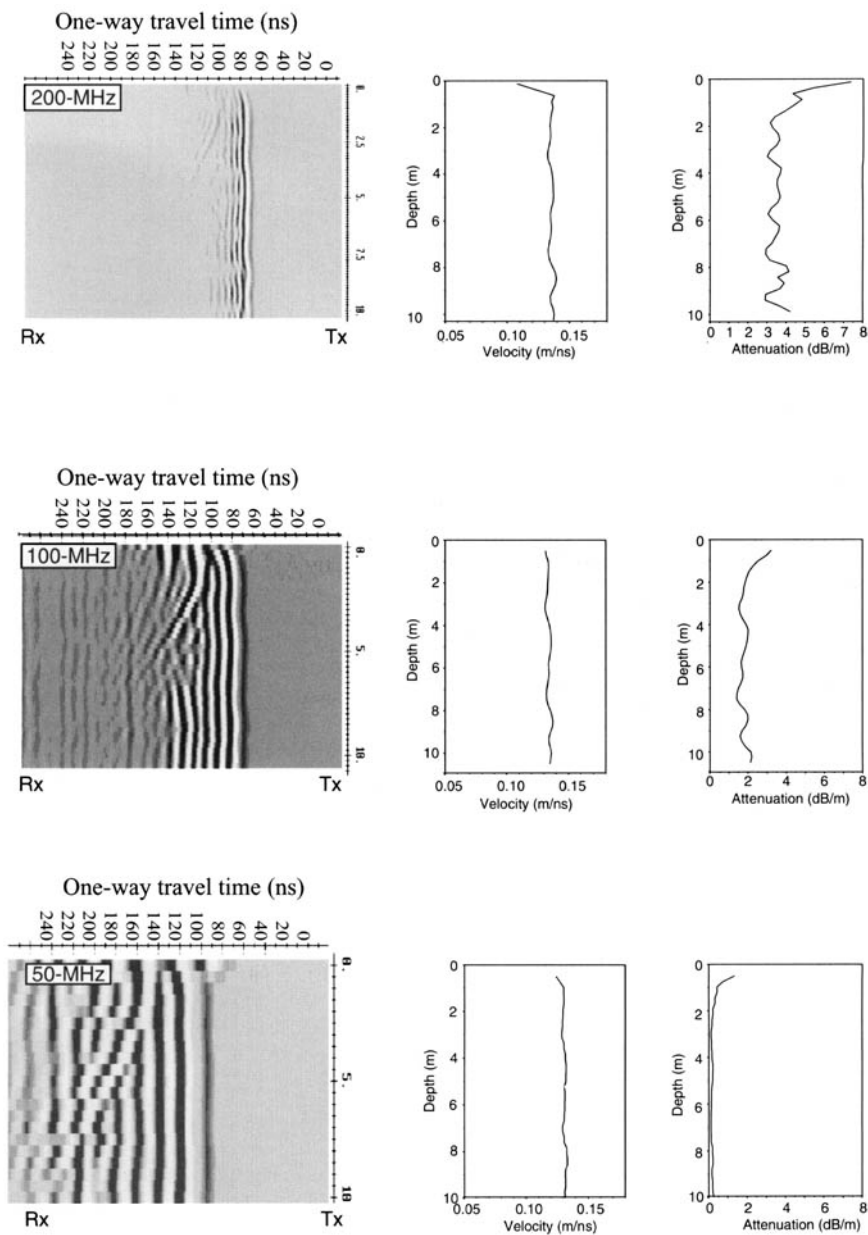 One-way travel time (ns)
240 220 200 180 160 140 120 100 80 60 40 20 0
200-MHz
0.
2.5
5.
7.5
10.
Rx
Tx
0
2
4
6
8
10
Depth (m)
0.05 0.10 0.15
Velocity (m/ns)
0
2
4
6
8
10
Depth (m)
0 1 2 3 4 5 6 7 8
Attenuation (dB/m)
One-way travel time (ns)
240 220 200 180 160 140 120 100 80 60 40 20 0
100-MHz
0.
5.
10.
Rx
Tx
0
2
4
6
8
10
Depth (m)
0.05 0.10 0.15
Velocity (m/ns)
0
2
4
6
8
10
Depth (m)
0 2 4 6 8
Attenuation (dB/m)
One-way travel time (ns)
240 220 200 180 160 140 120 100 80 60 40 20 0
50-MHz
0.
5.
10
Rx
Tx
0
2
4
6
8
10
Depth (m)
0.05 0.10 0.15
Velocity (m/ns)
0
2
4
6
8
10
Depth (m)
0 2 4 6 8
Attenuation (dB/m)